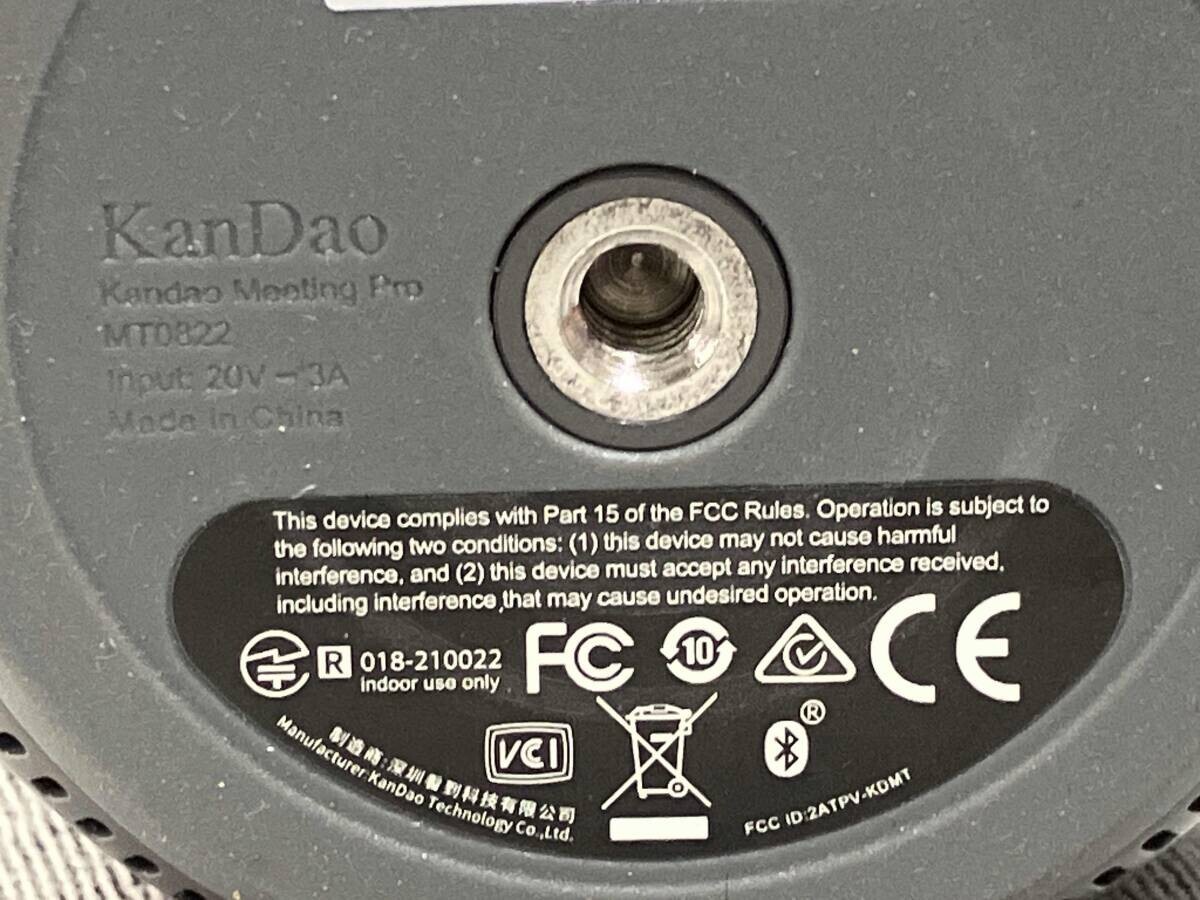 KanDao
Kandao Meeting Pro
MT0822
Input: 20V ⎓ 3A
Made in China
This device complies with Part 15 of the FCC Rules. Operation is subject to
the following two conditions: (1) this device may not cause harmful
interference, and (2) this device must accept any interference received,
including interference,that may cause undesired operation.
R 018-210022
Indoor use only
FC
10
CE
VCI
®
制造商:深圳看到科技有限公司
Manufacturer:KanDao Technology Co.,Ltd.
FCC ID:2ATPV-KDMT